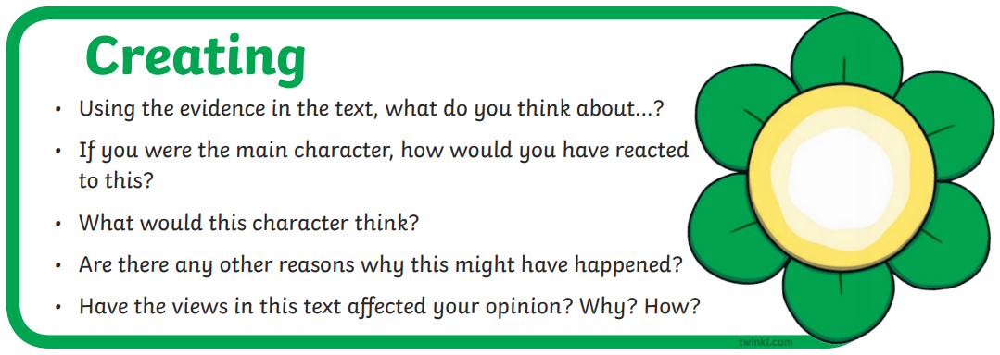 Creating
• Using the evidence in the text, what do you think about...?
• If you were the main character, how would you have reacted
to this?
• What would this character think?
• Are there any other reasons why this might have happened?
• Have the views in this text affected your opinion? Why? How?
twinkl.com